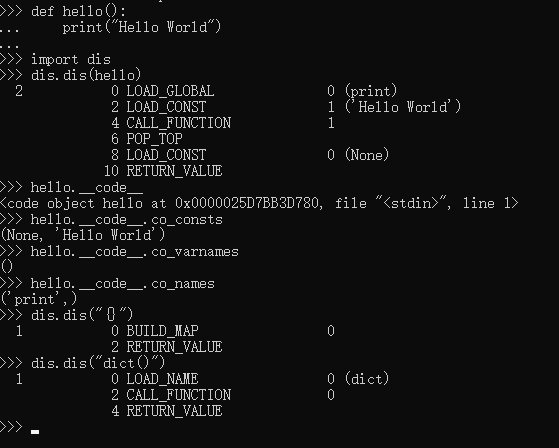 >>> def hello():
...     print("Hello World")
...
>>> import dis
>>> dis.dis(hello)
  2           0 LOAD_GLOBAL              0 (print)
              2 LOAD_CONST               1 ('Hello World')
              4 CALL_FUNCTION            1
              6 POP_TOP
              8 LOAD_CONST               0 (None)
             10 RETURN_VALUE
>>> hello.__code__
<code object hello at 0x0000025D7BB3D780, file "<stdin>", line 1>
>>> hello.__code__.co_consts
(None, 'Hello World')
>>> hello.__code__.co_varnames
()
>>> hello.__code__.co_names
('print',)
>>> dis.dis("{}")
  1           0 BUILD_MAP                0
              2 RETURN_VALUE
>>> dis.dis("dict()")
  1           0 LOAD_NAME                0 (dict)
              2 CALL_FUNCTION            0
              4 RETURN_VALUE
>>>